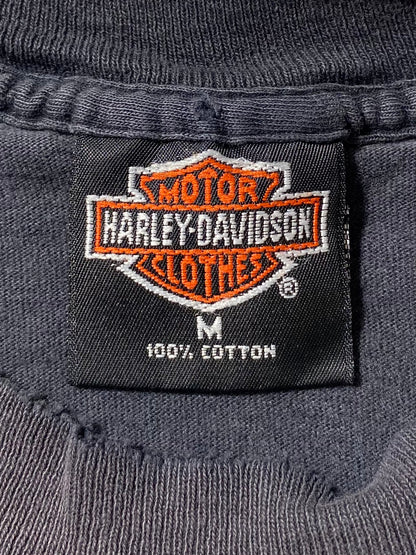 MOTOR
HARLEY-DAVIDSON
CLOTHES
®
M
100% COTTON